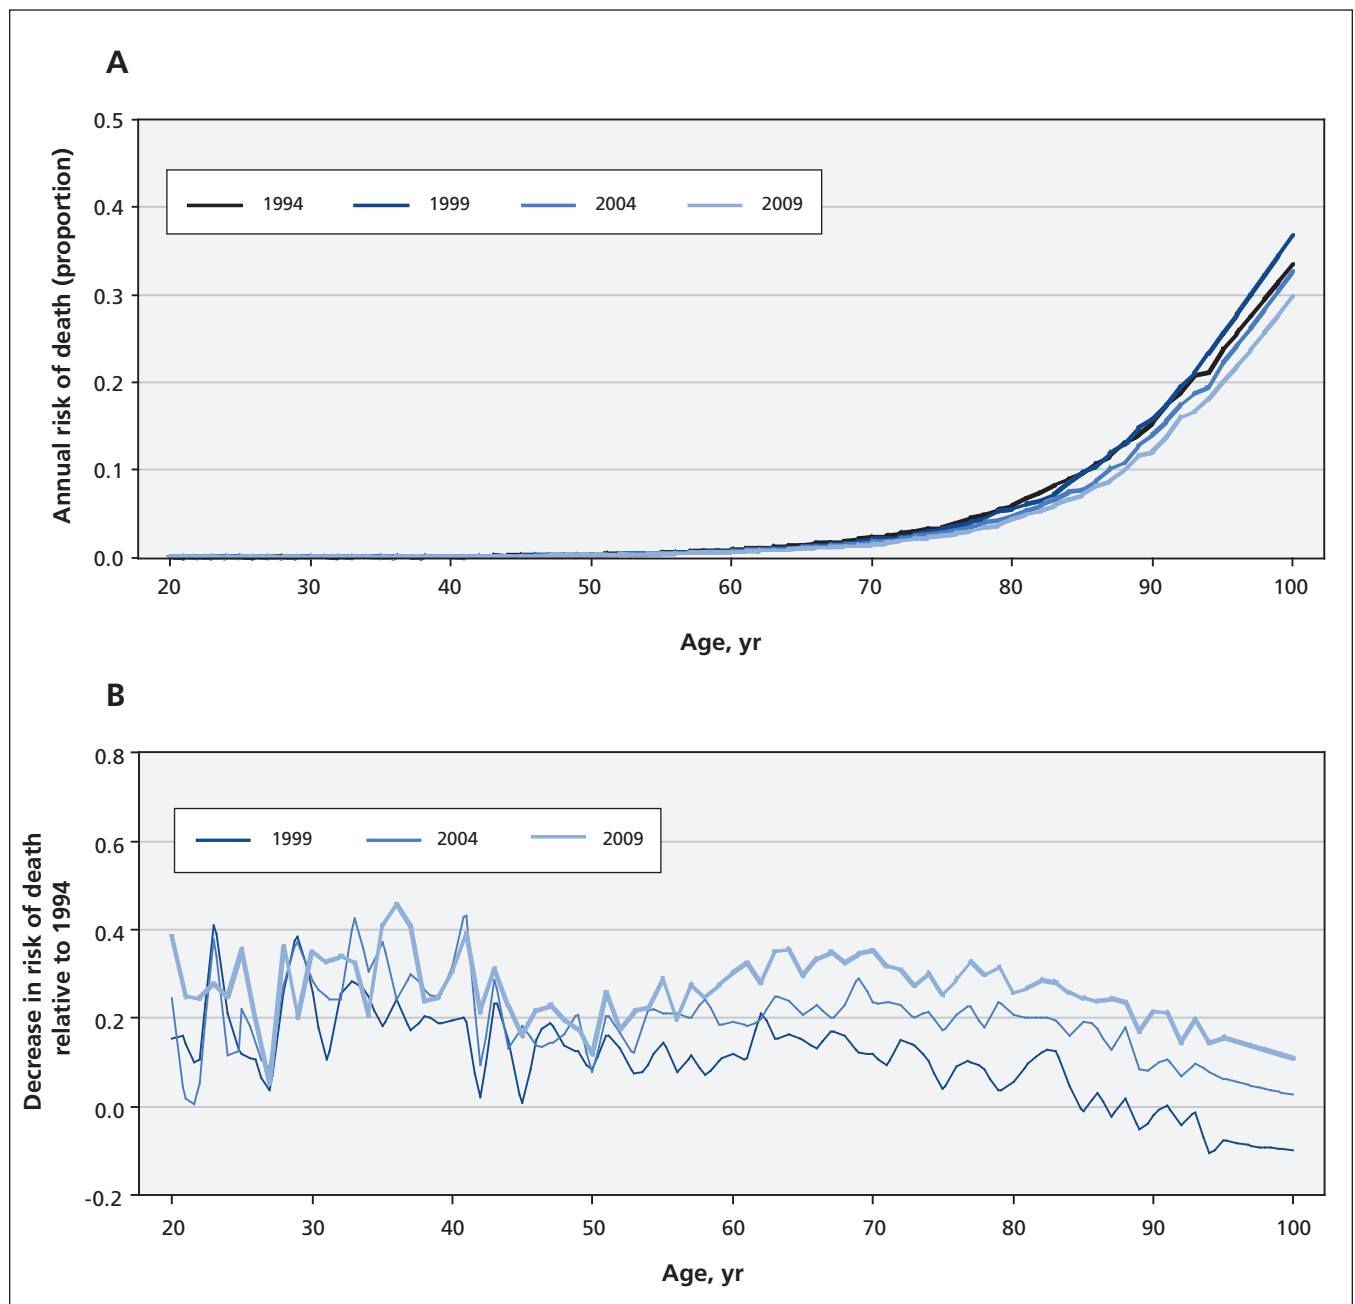 A
0.5
0.4
0.3
0.2
0.1
0.0
Annual risk of death (proportion)
1994 1999 2004 2009
20 30 40 50 60 70 80 90 100
Age, yr
B
0.8
0.6
0.4
0.2
0.0
-0.2
Decrease in risk of death
relative to 1994
1999 2004 2009
20 30 40 50 60 70 80 90 100
Age, yr